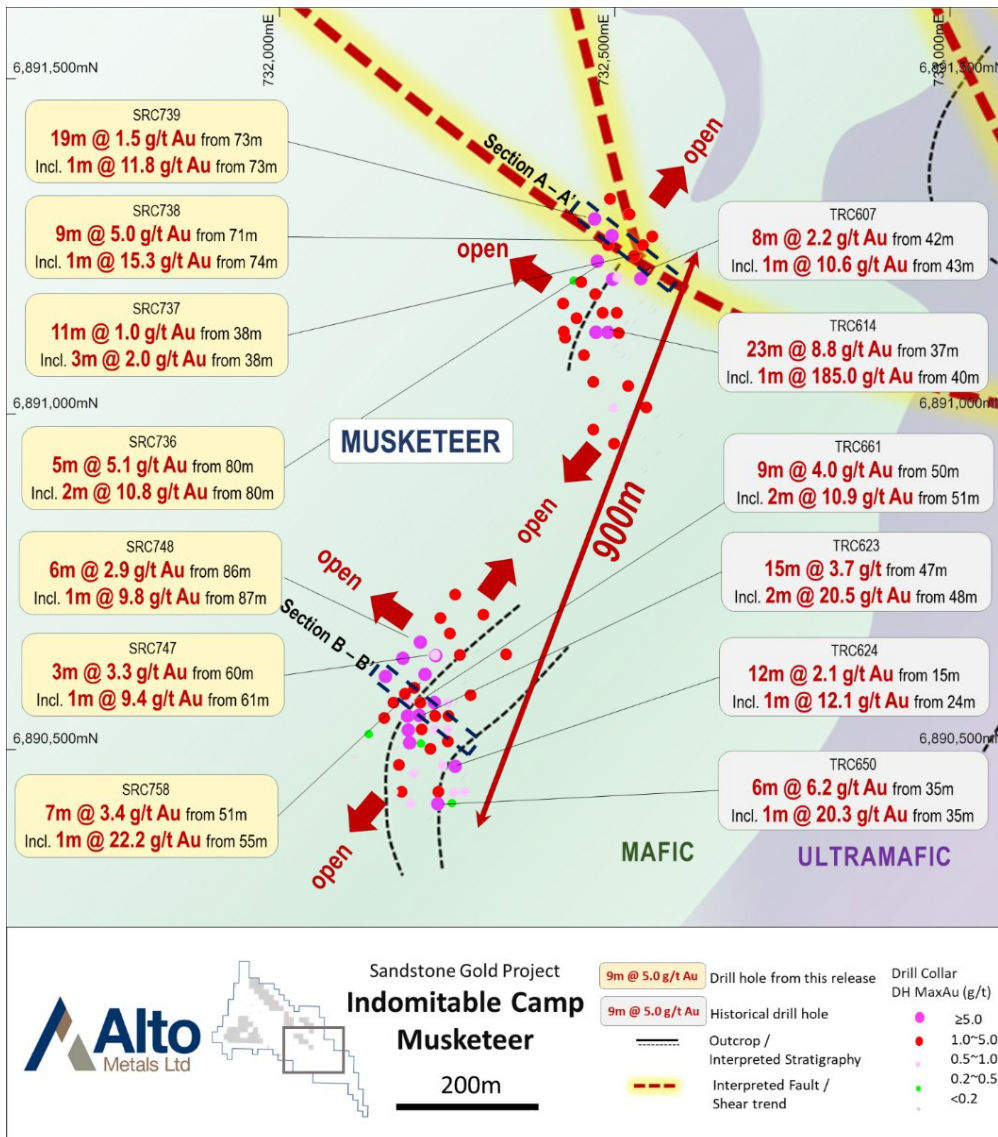 732,000mE
732,500mE
733,000mE
6,891,500mN
6,891,500mN
SRC739
19m @ 1.5 g/t Au from 73m
Incl. 1m @ 11.8 g/t Au from 73m
Section A – A'
open
SRC738
9m @ 5.0 g/t Au from 71m
Incl. 1m @ 15.3 g/t Au from 74m
open
TRC607
8m @ 2.2 g/t Au from 42m
Incl. 1m @ 10.6 g/t Au from 43m
SRC737
11m @ 1.0 g/t Au from 38m
Incl. 3m @ 2.0 g/t Au from 38m
TRC614
23m @ 8.8 g/t Au from 37m
Incl. 1m @ 185.0 g/t Au from 40m
6,891,000mN
6,891,000mN
MUSKETEER
SRC736
5m @ 5.1 g/t Au from 80m
Incl. 2m @ 10.8 g/t Au from 80m
TRC661
9m @ 4.0 g/t Au from 50m
Incl. 2m @ 10.9 g/t Au from 51m
open
900m
SRC748
6m @ 2.9 g/t Au from 86m
Incl. 1m @ 9.8 g/t Au from 87m
open
open
TRC623
15m @ 3.7 g/t from 47m
Incl. 2m @ 20.5 g/t Au from 48m
Section B – B'
SRC747
3m @ 3.3 g/t Au from 60m
Incl. 1m @ 9.4 g/t Au from 61m
TRC624
12m @ 2.1 g/t Au from 15m
Incl. 1m @ 12.1 g/t Au from 24m
6,890,500mN
6,890,500mN
SRC758
7m @ 3.4 g/t Au from 51m
Incl. 1m @ 22.2 g/t Au from 55m
TRC650
6m @ 6.2 g/t Au from 35m
Incl. 1m @ 20.3 g/t Au from 35m
open
MAFIC
ULTRAMAFIC
Alto
Metals Ltd
Sandstone Gold Project
Indomitable Camp
Musketeer
200m
9m @ 5.0 g/t Au Drill hole from this release
9m @ 5.0 g/t Au Historical drill hole
Outcrop /
Interpreted Stratigraphy
Interpreted Fault /
Shear trend
Drill Collar
DH MaxAu (g/t)
≥5.0
1.0~5.0
0.5~1.0
0.2~0.5
<0.2